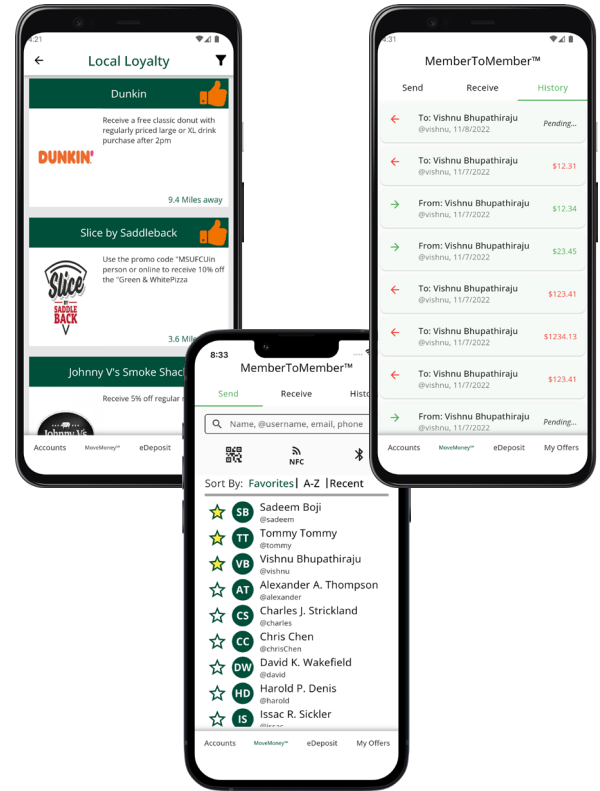 4:21
Local Loyalty
Dunkin
Receive a free classic donut with
regularly priced large or XL drink
purchase after 2pm
DUNKIN'
9.4 Miles away
Slice by Saddleback
Use the promo code "MSUFCUin
person or online to receive 10% off
the "Green & WhitePizza
Slice
BY
SADDLE
BACK
3.6
Johnny V's Smoke Shac
Receive 5% off regular
Johnny V's
Accounts
MoveMoney™
eDeposit
4:31
MemberToMember™
Send
Receive
History
To: Vishnu Bhupathiraju
@vishnu, 11/8/2022
Pending...
To: Vishnu Bhupathiraju
@vishnu, 11/7/2022
$12.31
From: Vishnu Bhupathiraju
@vishnu, 11/7/2022
$12.34
From: Vishnu Bhupathiraju
@vishnu, 11/7/2022
$23.45
To: Vishnu Bhupathiraju
@vishnu, 11/7/2022
$123.41
To: Vishnu Bhupathiraju
@vishnu, 11/7/2022
$1234.13
To: Vishnu Bhupathiraju
@vishnu, 11/7/2022
$123.41
From: Vishnu Bhupathiraju
@vishnu, 11/7/2022
Pending...
Accounts
MoveMoney™
eDeposit
My Offers
8:33
MemberToMember™
Send
Receive
Histo
Name, @username, email, phone
NFC
Sort By: Favorites| A-Z |Recent
SB Sadeem Boji
@sadeem
TT Tommy Tommy
@tommy
VB Vishnu Bhupathiraju
@vishnu
AT Alexander A. Thompson
@alexander
CS Charles J. Strickland
@charles
CC Chris Chen
@chrisChen
DW David K. Wakefield
@david
HD Harold P. Denis
@harold
IS Issac R. Sickler
Accounts
MoveMoney™
eDeposit
My Offers